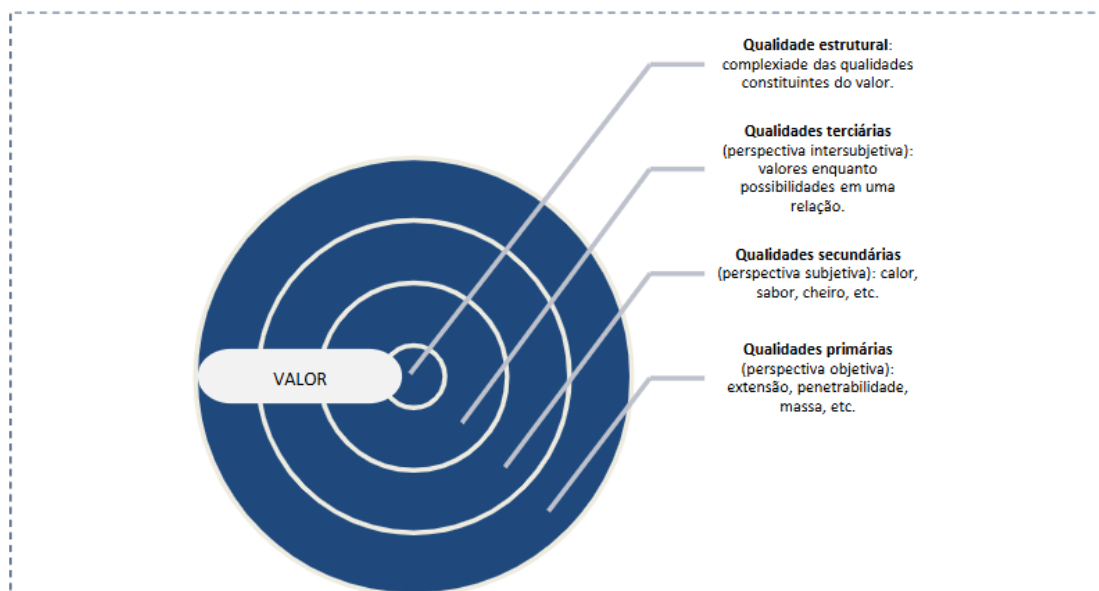 Qualidade estrutural:
complexiade das qualidades
constituintes do valor.
Qualidades terciárias
(perspectiva intersubjetiva):
valores enquanto
possibilidades em uma
relação.
Qualidades secundárias
(perspectiva subjetiva): calor,
sabor, cheiro, etc.
Qualidades primárias
(perspectiva objetiva):
extensão, penetrabilidade,
massa, etc.
VALOR